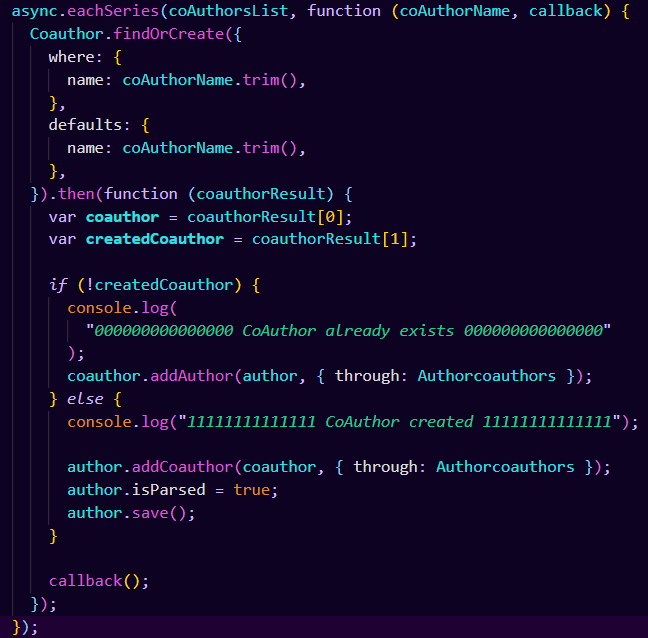 async.eachSeries(coAuthorsList, function (coAuthorName, callback) {
  Coauthor.findOrCreate({
    where: {
      name: coAuthorName.trim(),
    },
    defaults: {
      name: coAuthorName.trim(),
    },
  }).then(function (coauthorResult) {
    var coauthor = coauthorResult[0];
    var createdCoauthor = coauthorResult[1];

    if (!createdCoauthor) {
      console.log(
        "000000000000000 CoAuthor already exists 000000000000000"
      );
      coauthor.addAuthor(author, { through: Authorcoauthors });
    } else {
      console.log("11111111111111 CoAuthor created 11111111111111");

      author.addCoauthor(coauthor, { through: Authorcoauthors });
      author.isParsed = true;
      author.save();
    }

    callback();
  });
});